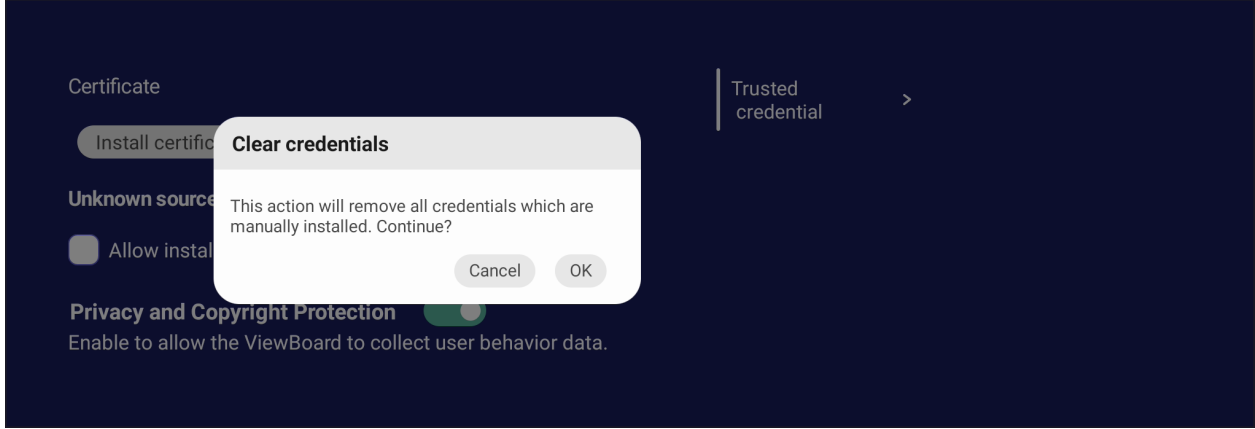 Certificate
Trusted
credential
Install certific
Clear credentials
Unknown source
This action will remove all credentials which are
manually installed. Continue?
Allow instal
Cancel
OK
Privacy and Copyright Protection
Enable to allow the ViewBoard to collect user behavior data.